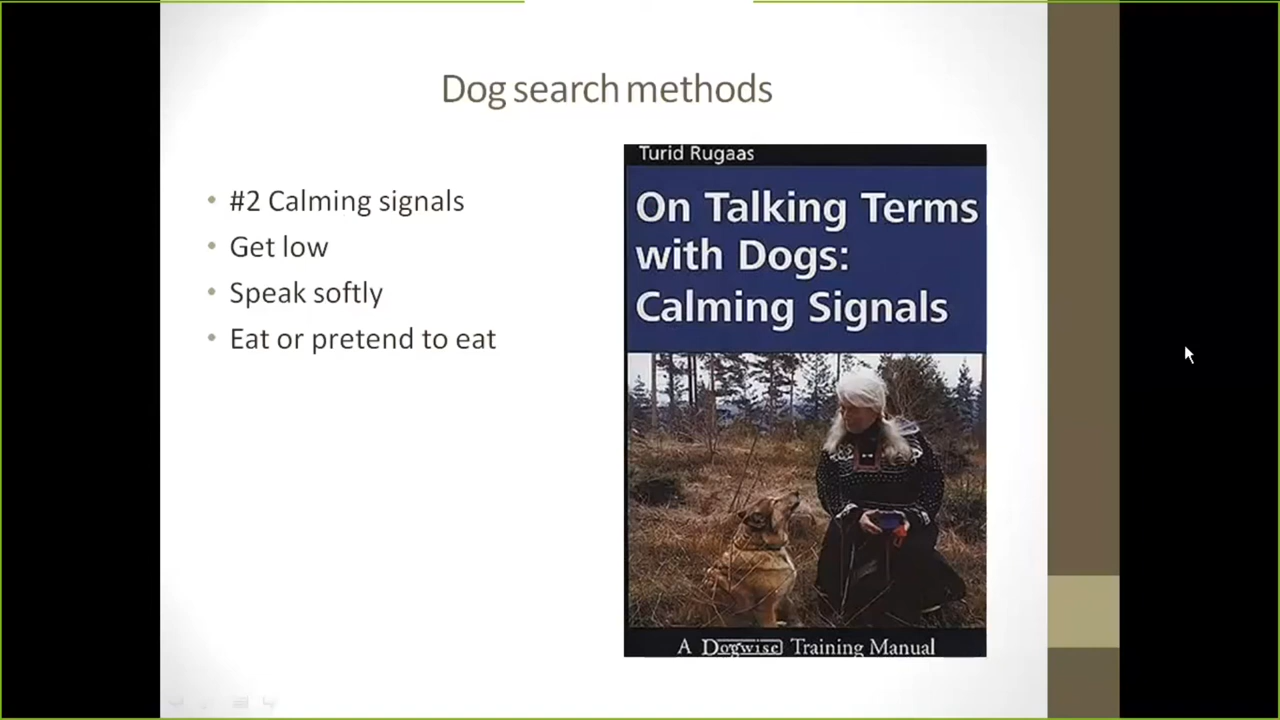 Dog search methods
#2 Calming signals
Get low
Speak softly
Eat or pretend to eat
Turid Rugaas
On Talking Terms
with Dogs:
Calming Signals
A Dogwise Training Manual